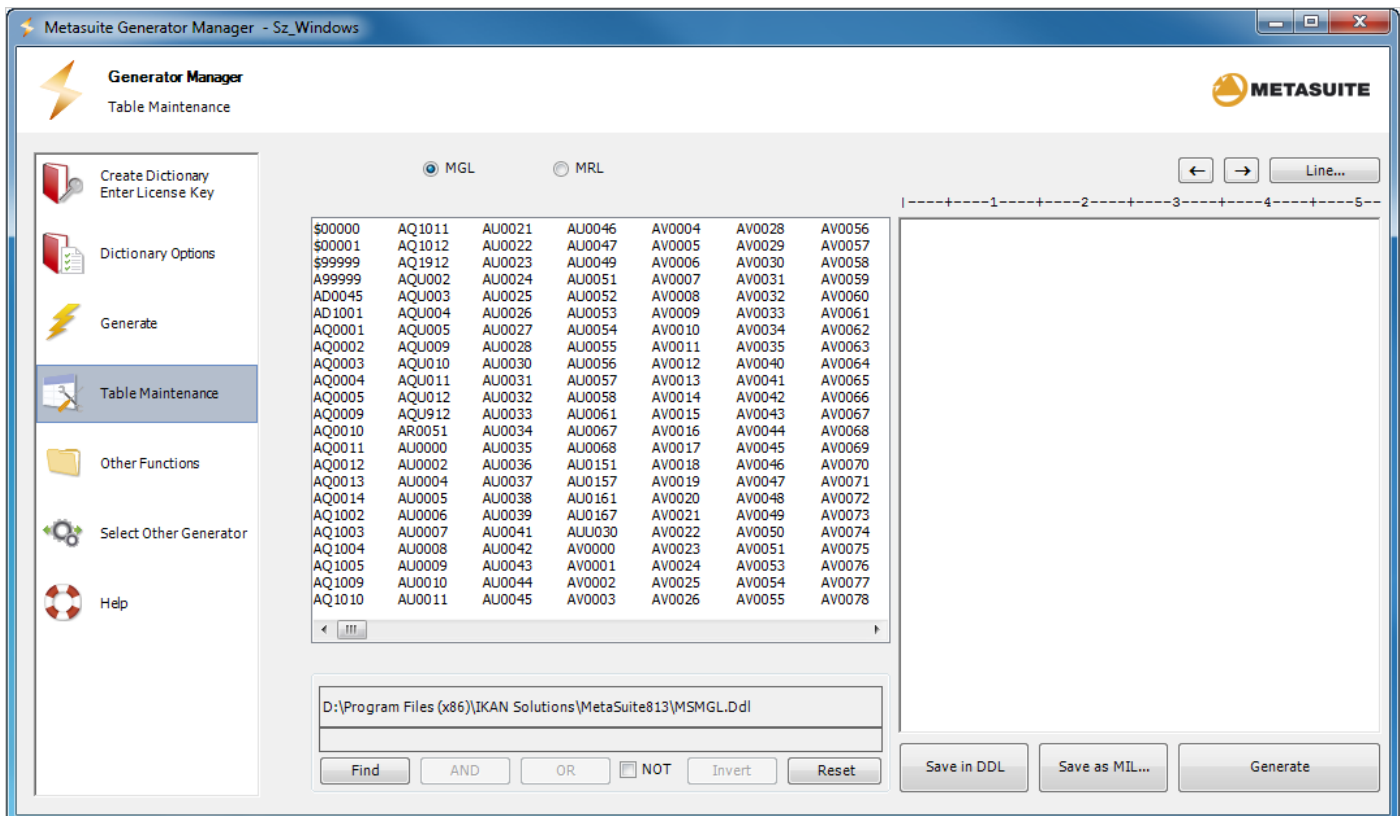 Metasuite Generator Manager - Sz_Windows
Generator Manager
Table Maintenance
METASUITE
Create Dictionary
Enter License Key
Dictionary Options
Generate
Table Maintenance
Other Functions
Select Other Generator
Help
MGL MRL
← → Line...
|----+----1----+----2----+----3----+----4----+----5--
$00000 AQ1011 AU0021 AU0046 AV0004 AV0028 AV0056
$00001 AQ1012 AU0022 AU0047 AV0005 AV0029 AV0057
$99999 AQ1912 AU0023 AU0049 AV0006 AV0030 AV0058
A99999 AQU002 AU0024 AU0051 AV0007 AV0031 AV0059
AD0045 AQU003 AU0025 AU0052 AV0008 AV0032 AV0060
AD1001 AQU004 AU0026 AU0053 AV0009 AV0033 AV0061
AQ0001 AQU005 AU0027 AU0054 AV0010 AV0034 AV0062
AQ0002 AQU009 AU0028 AU0055 AV0011 AV0035 AV0063
AQ0003 AQU010 AU0030 AU0056 AV0012 AV0040 AV0064
AQ0004 AQU011 AU0031 AU0057 AV0013 AV0041 AV0065
AQ0005 AQU012 AU0032 AU0058 AV0014 AV0042 AV0066
AQ0009 AQU912 AU0033 AU0061 AV0015 AV0043 AV0067
AQ0010 AR0051 AU0034 AU0067 AV0016 AV0044 AV0068
AQ0011 AU0000 AU0035 AU0068 AV0017 AV0045 AV0069
AQ0012 AU0002 AU0036 AU0151 AV0018 AV0046 AV0070
AQ0013 AU0004 AU0037 AU0157 AV0019 AV0047 AV0071
AQ0014 AU0005 AU0038 AU0161 AV0020 AV0048 AV0072
AQ1002 AU0006 AU0039 AU0167 AV0021 AV0049 AV0073
AQ1003 AU0007 AU0041 AUU030 AV0022 AV0050 AV0074
AQ1004 AU0008 AU0042 AV0000 AV0023 AV0051 AV0075
AQ1005 AU0009 AU0043 AV0001 AV0024 AV0053 AV0076
AQ1009 AU0010 AU0044 AV0002 AV0025 AV0054 AV0077
AQ1010 AU0011 AU0045 AV0003 AV0026 AV0055 AV0078
D:\Program Files (x86)\IKAN Solutions\MetaSuite813\MSMGL.Ddl
Find AND OR NOT Invert Reset
Save in DDL Save as MIL... Generate